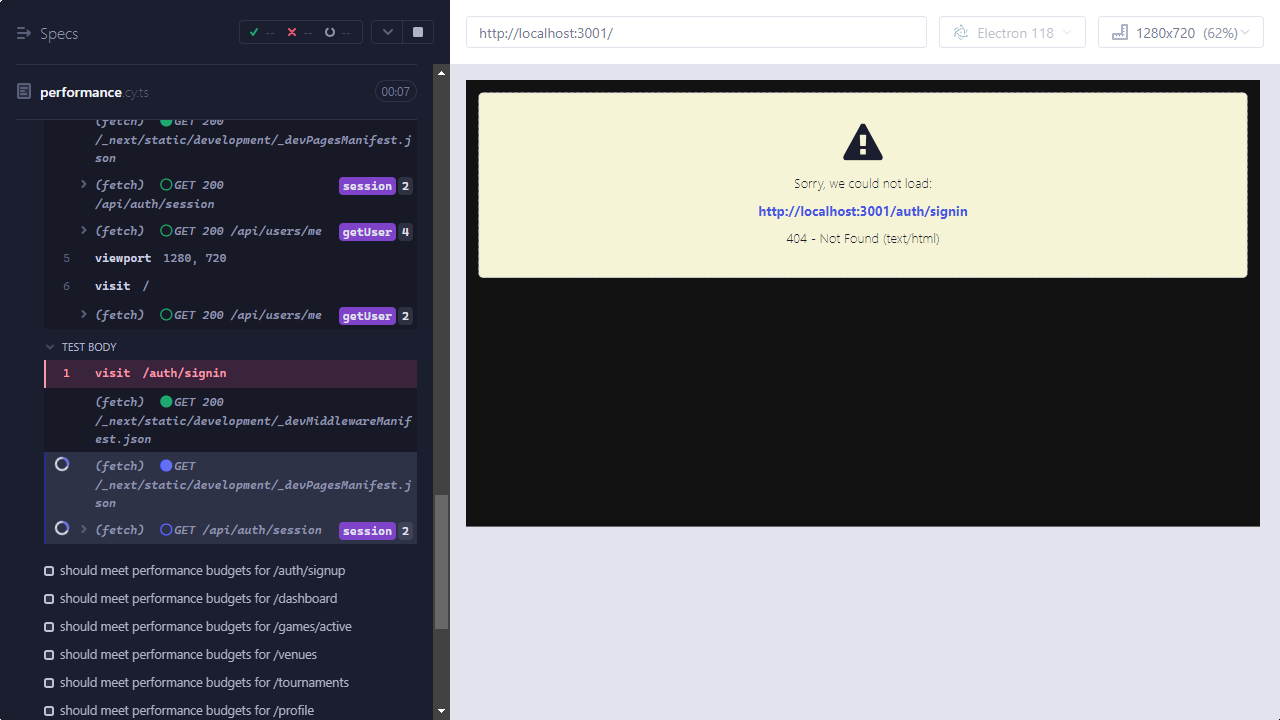 Specs
-- -- --
http://localhost:3001/
Electron 118
1280x720 (62%)
performance.cy.ts
00:07
(fetch) GET 200
/_next/static/development/_devPagesManifest.j
son
(fetch) GET 200
/api/auth/session
session 2
(fetch) GET 200 /api/users/me
getUser 4
5 viewport 1280, 720
6 visit /
(fetch) GET 200 /api/users/me
getUser 2
TEST BODY
1 visit /auth/signin
(fetch) GET 200
/_next/static/development/_devMiddlewareManif
est.json
(fetch) GET
/_next/static/development/_devPagesManifest.j
son
(fetch) GET /api/auth/session
session 2
should meet performance budgets for /auth/signup
should meet performance budgets for /dashboard
should meet performance budgets for /games/active
should meet performance budgets for /venues
should meet performance budgets for /tournaments
should meet performance budgets for /profile
Sorry, we could not load:
http://localhost:3001/auth/signin
404 - Not Found (text/html)